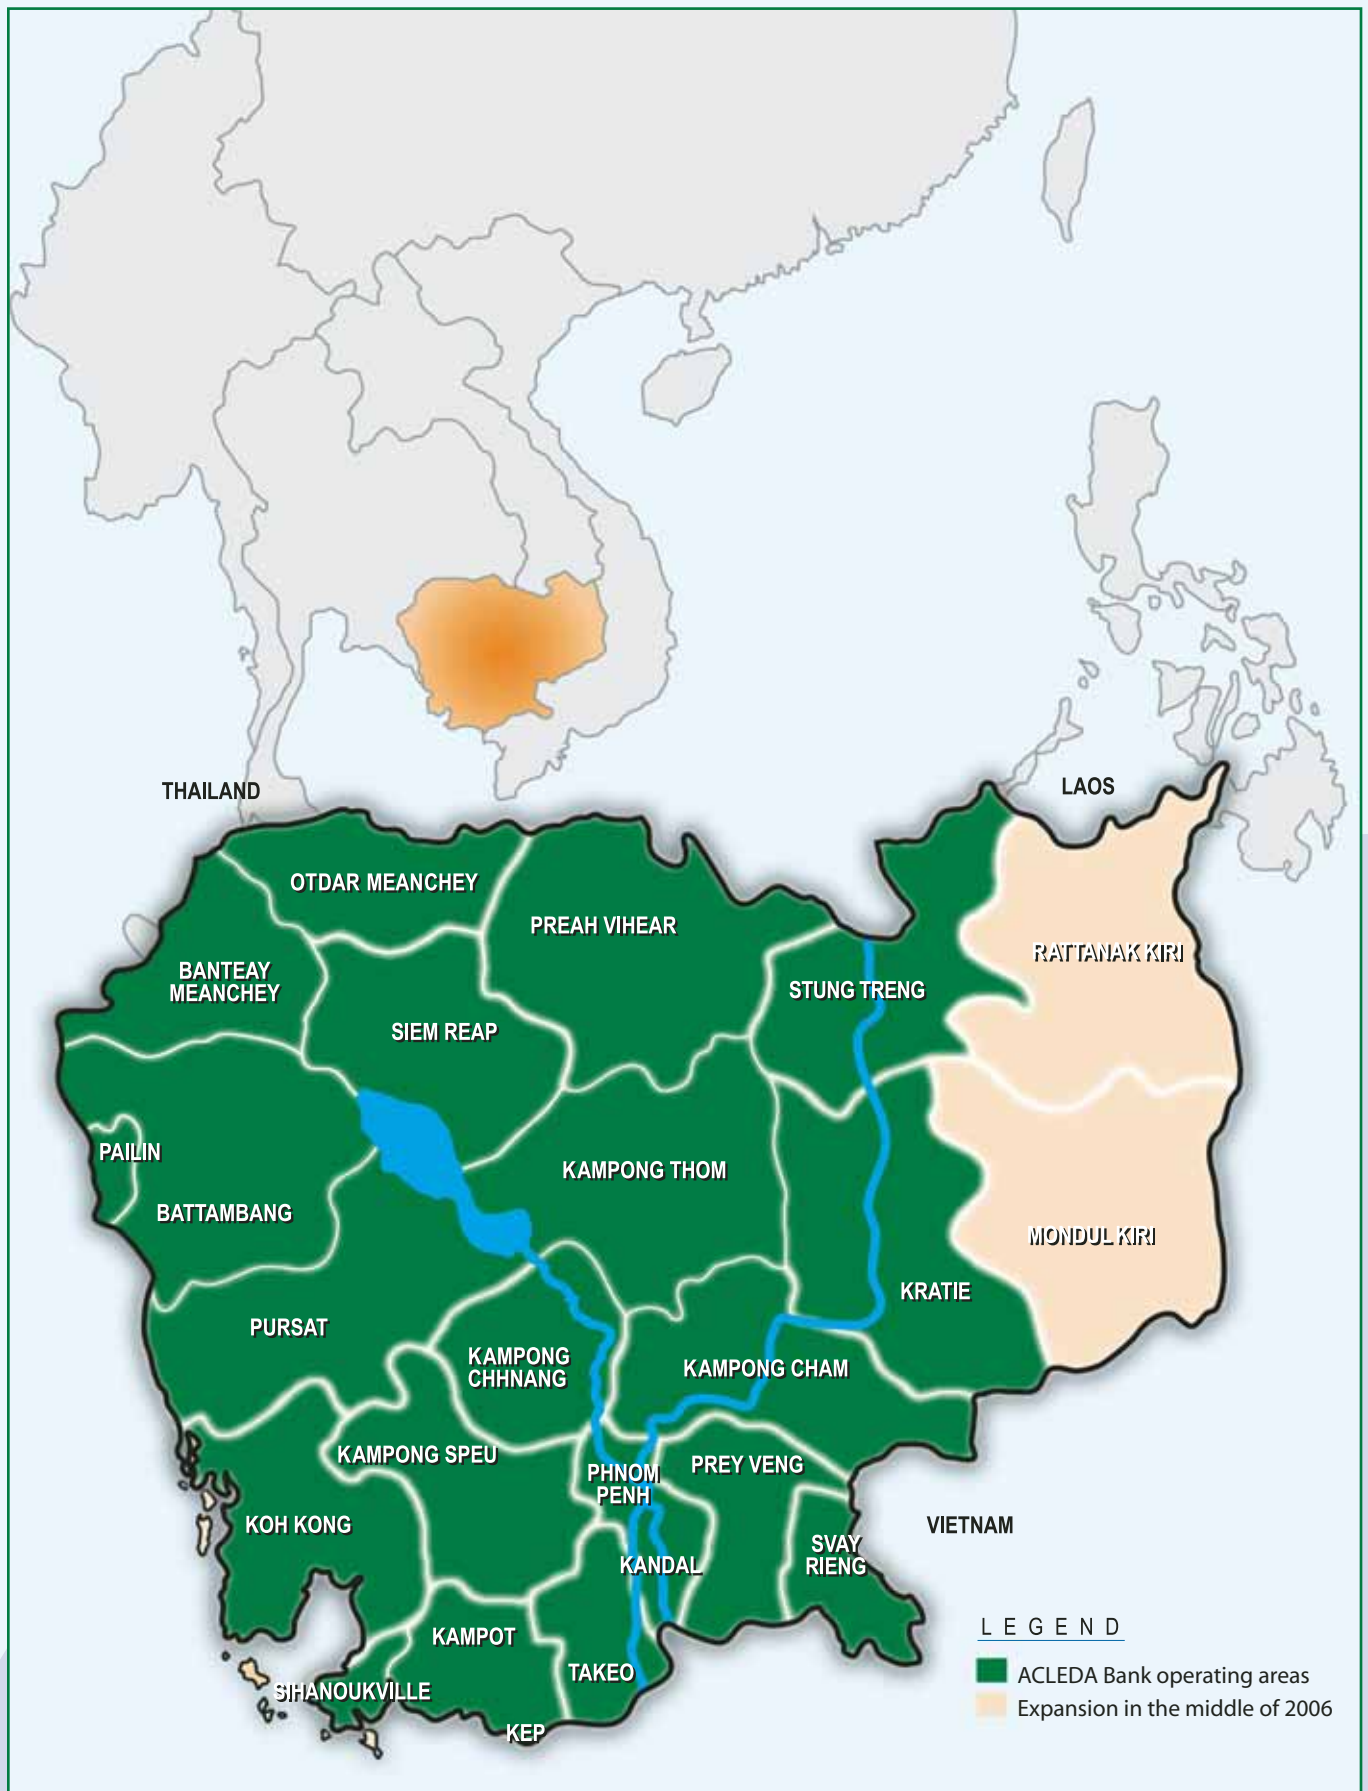 THAILAND
LAOS
OTDAR MEANCHEY
PREAH VIHEAR
RATTANAK KIRI
BANTEAY
MEANCHEY
STUNG TRENG
SIEM REAP
PAILIN
KAMPONG THOM
BATTAMBANG
MONDUL KIRI
KRATIE
PURSAT
KAMPONG
CHHNANG
KAMPONG CHAM
KAMPONG SPEU
PREY VENG
PHNOM
PENH
KOH KONG
VIETNAM
SVAY
RIENG
KANDAL
KAMPOT
TAKEO
SIHANOUKVILLE
KEP
LEGEND
ACLEDA Bank operating areas
Expansion in the middle of 2006